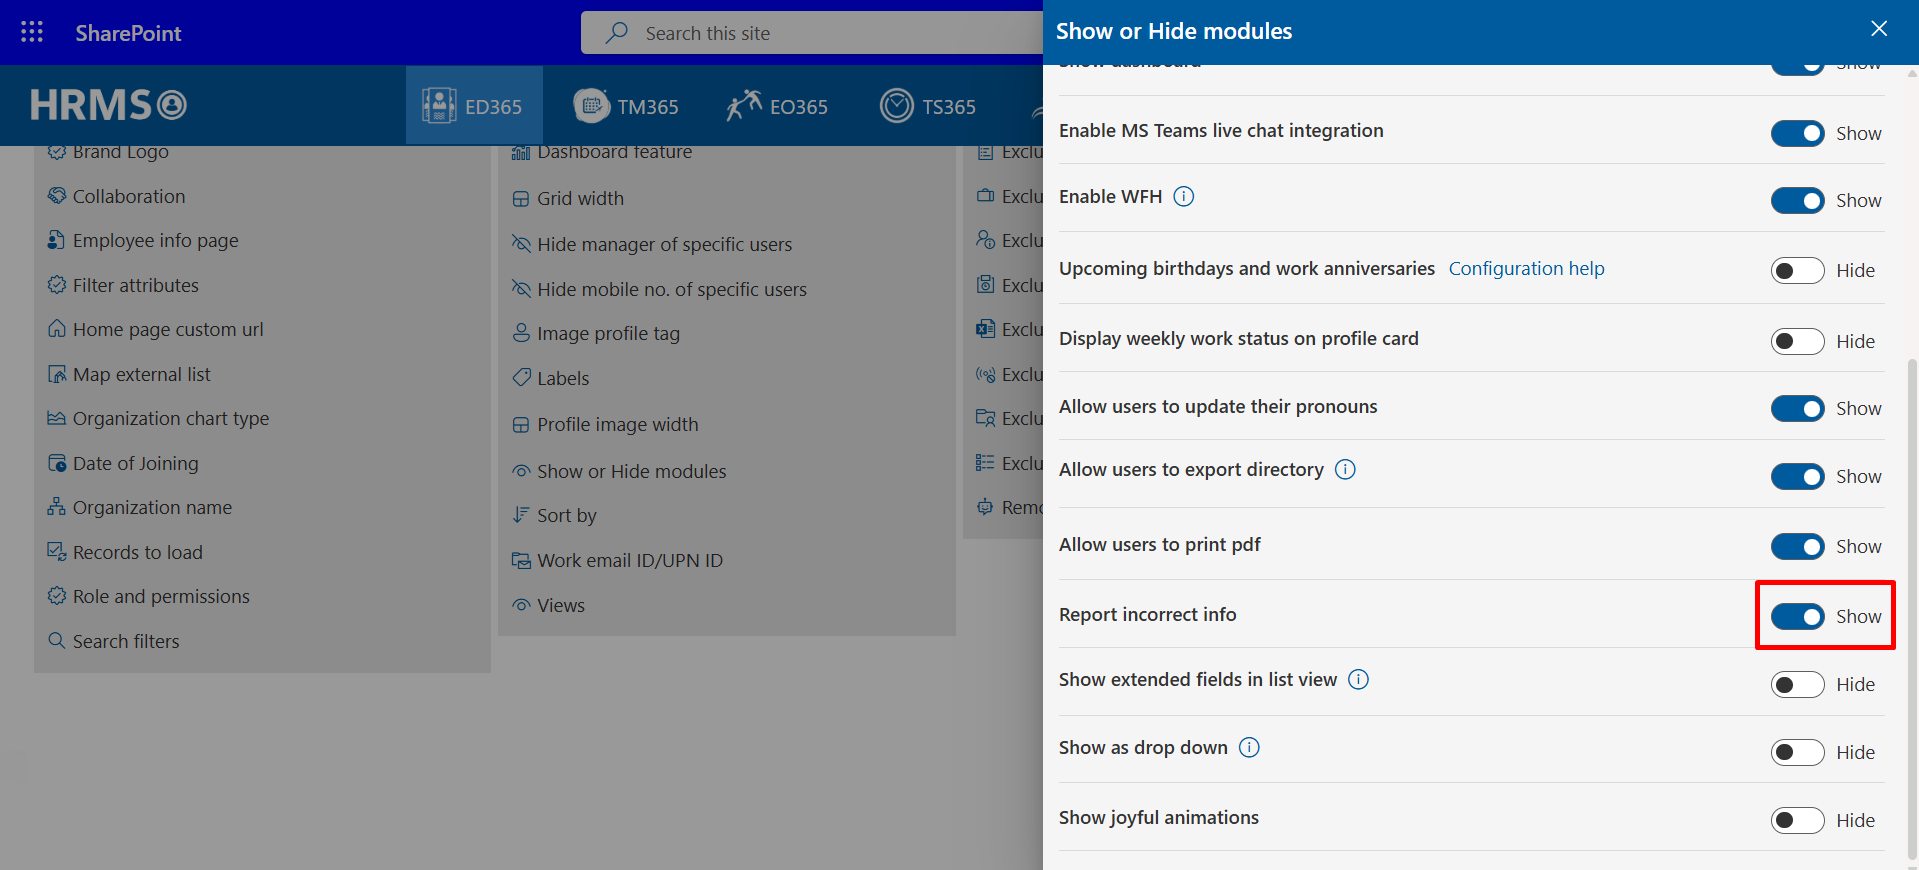 SharePoint
Search this site
HRMS
ED365
TM365
EO365
TS365
Brand Logo
Collaboration
Employee info page
Filter attributes
Home page custom url
Map external list
Organization chart type
Date of Joining
Organization name
Records to load
Role and permissions
Search filters
Dashboard feature
Grid width
Hide manager of specific users
Hide mobile no. of specific users
Image profile tag
Labels
Profile image width
Show or Hide modules
Sort by
Work email ID/UPN ID
Views
Exclu
Exclu
Exclu
Exclu
Exclu
Exclu
Exclu
Exclu
Remo
Show or Hide modules
Show dashboard Show
Enable MS Teams live chat integration Show
Enable WFH Show
Upcoming birthdays and work anniversaries Configuration help Hide
Display weekly work status on profile card Hide
Allow users to update their pronouns Show
Allow users to export directory Show
Allow users to print pdf Show
Report incorrect info Show
Show extended fields in list view Hide
Show as drop down Hide
Show joyful animations Hide